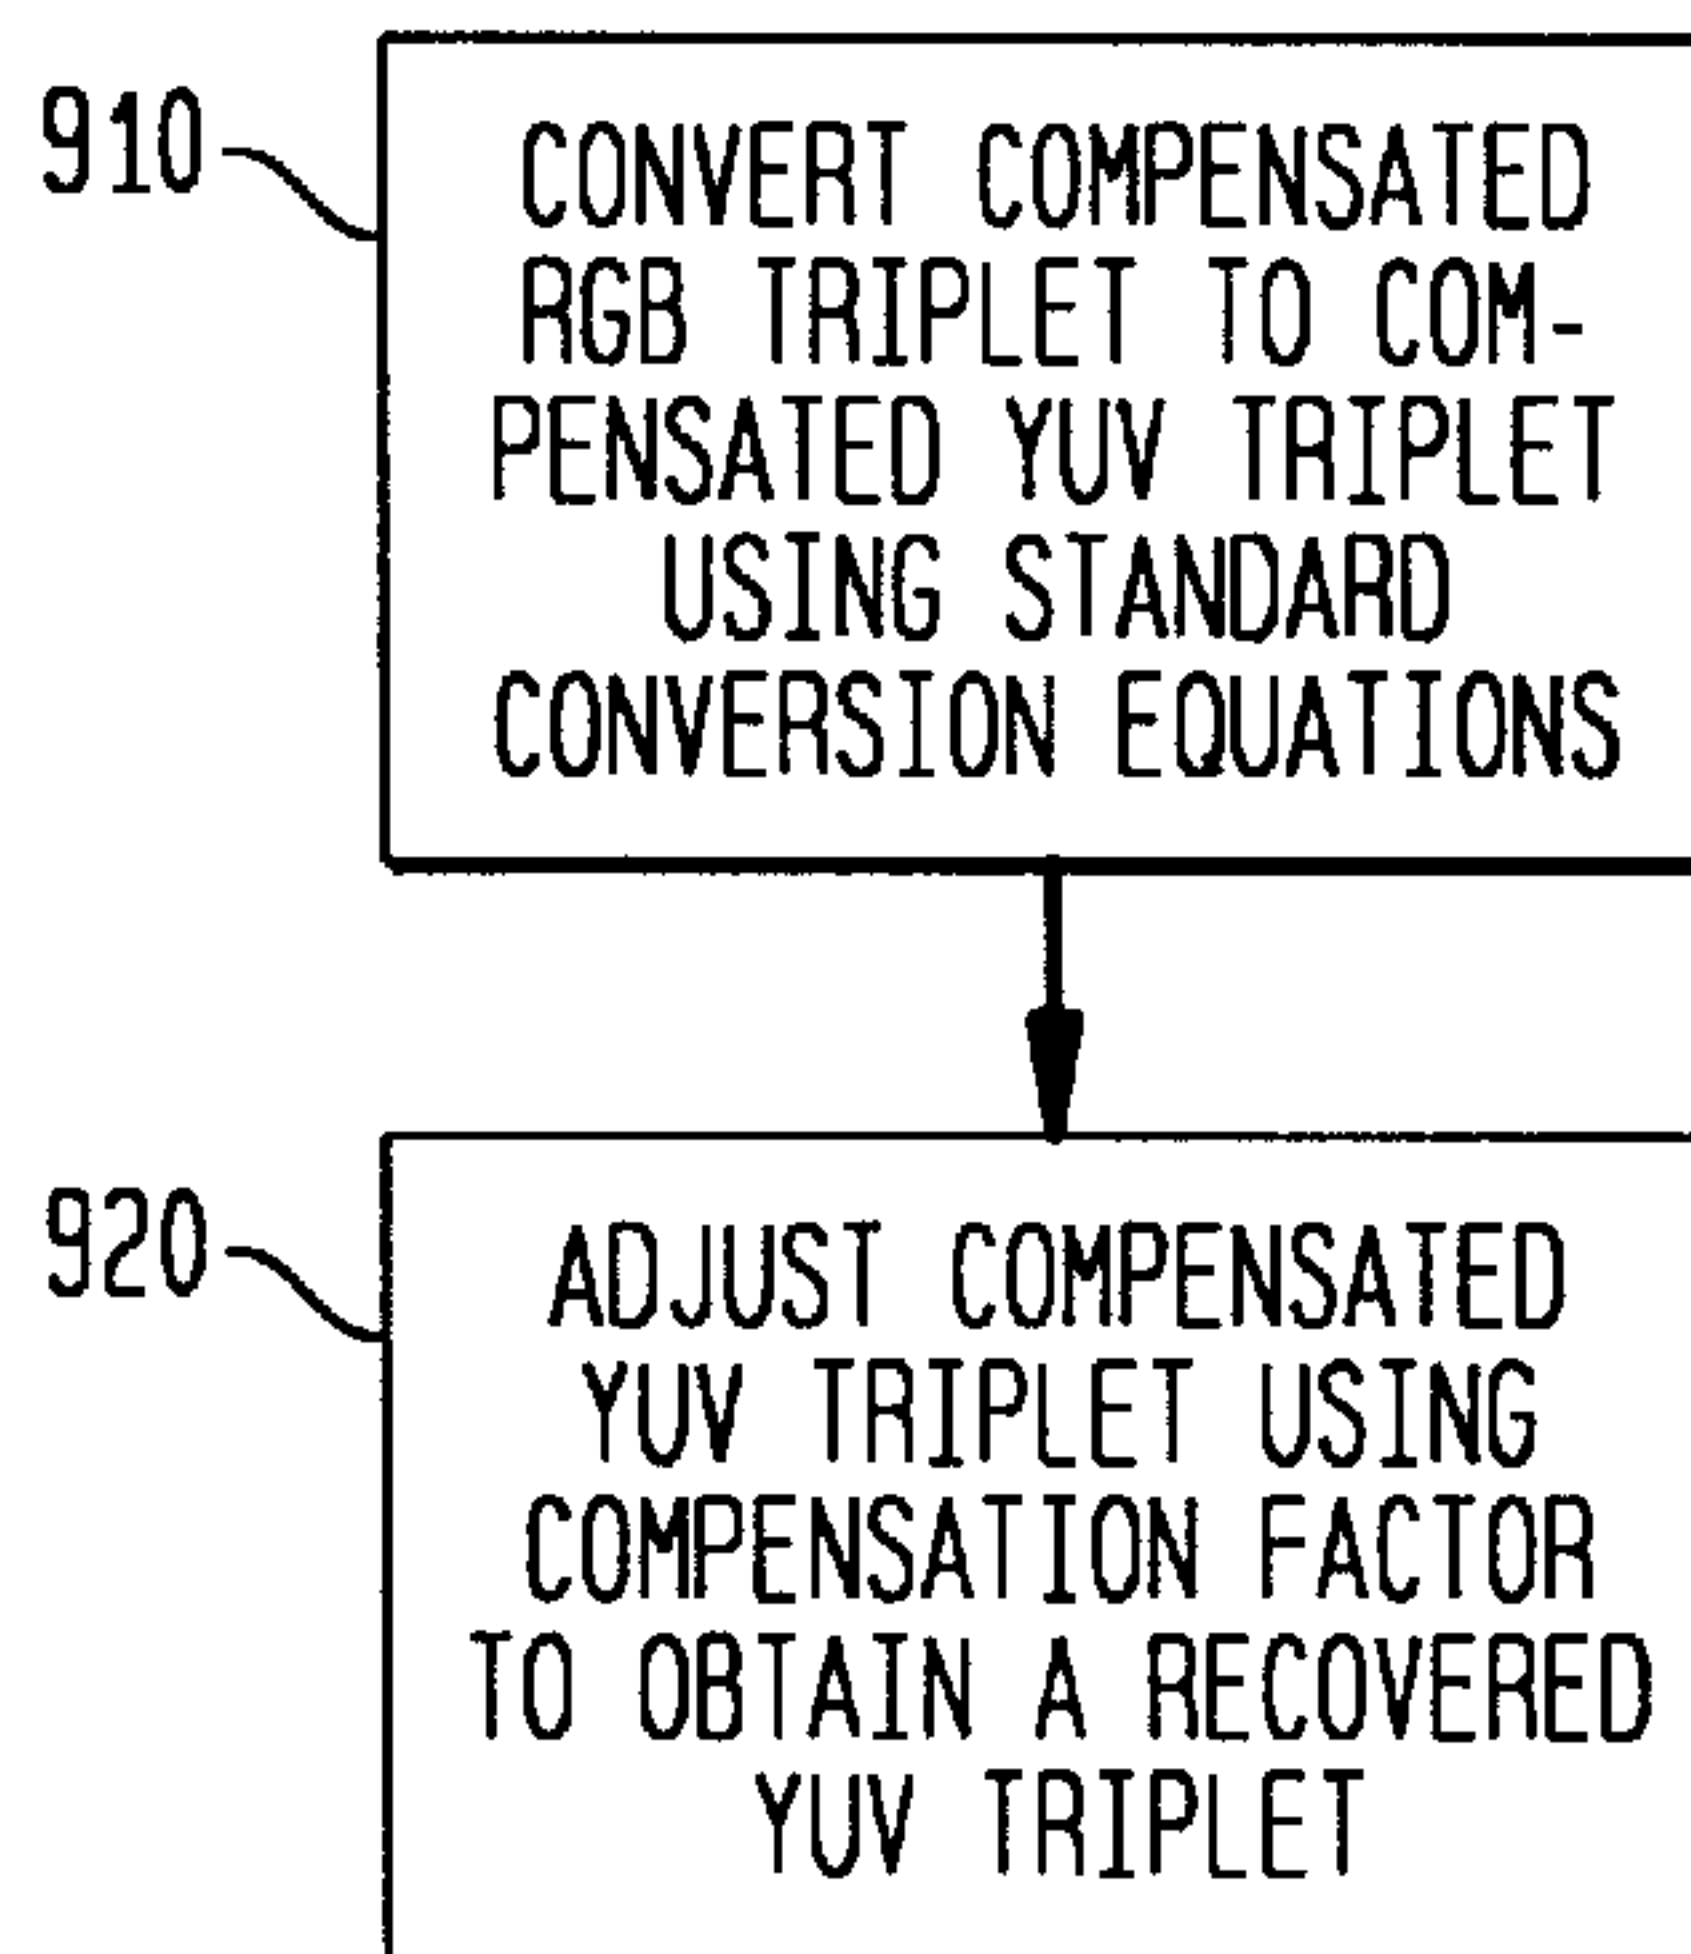 910
CONVERT COMPENSATED
RGB TRIPLET TO COM-
PENSATED YUV TRIPLET
USING STANDARD
CONVERSION EQUATIONS
920
ADJUST COMPENSATED
YUV TRIPLET USING
COMPENSATION FACTOR
TO OBTAIN A RECOVERED
YUV TRIPLET